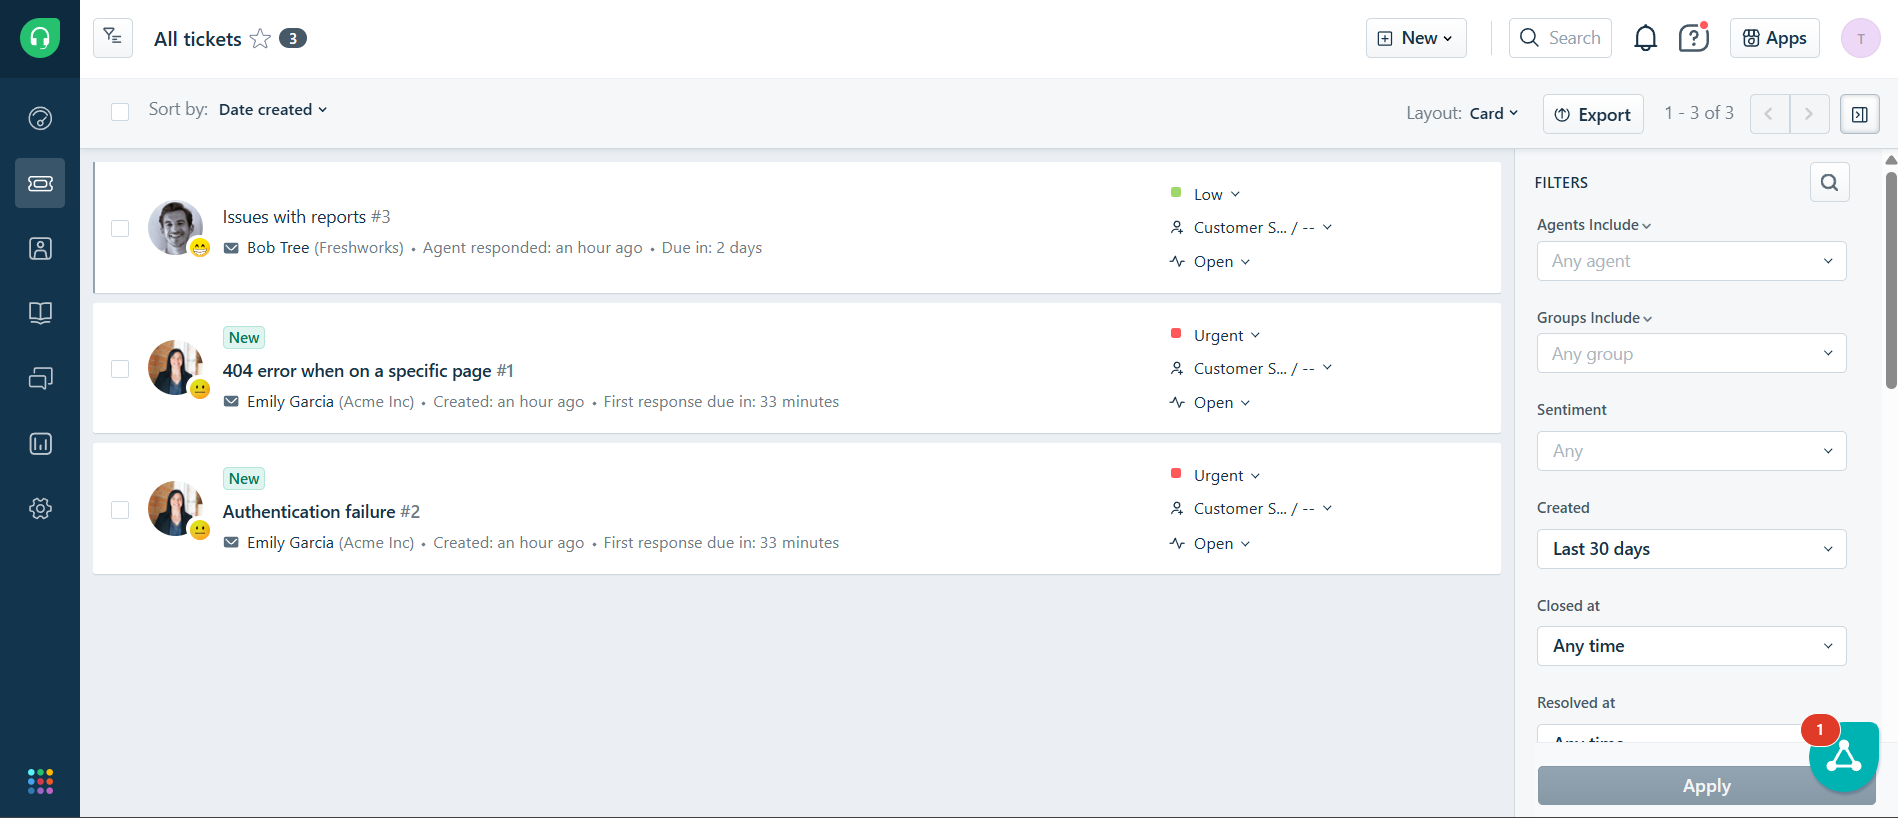 All tickets 3
New
Search
Apps
T
Sort by: Date created
Layout: Card
Export
1 - 3 of 3
Issues with reports #3
Bob Tree (Freshworks) • Agent responded: an hour ago • Due in: 2 days
Low
Customer S... / --
Open
New
404 error when on a specific page #1
Emily Garcia (Acme Inc) • Created: an hour ago • First response due in: 33 minutes
Urgent
Customer S... / --
Open
New
Authentication failure #2
Emily Garcia (Acme Inc) • Created: an hour ago • First response due in: 33 minutes
Urgent
Customer S... / --
Open
FILTERS
Agents Include
Any agent
Groups Include
Any group
Sentiment
Any
Created
Last 30 days
Closed at
Any time
Resolved at
Any time
1
Apply